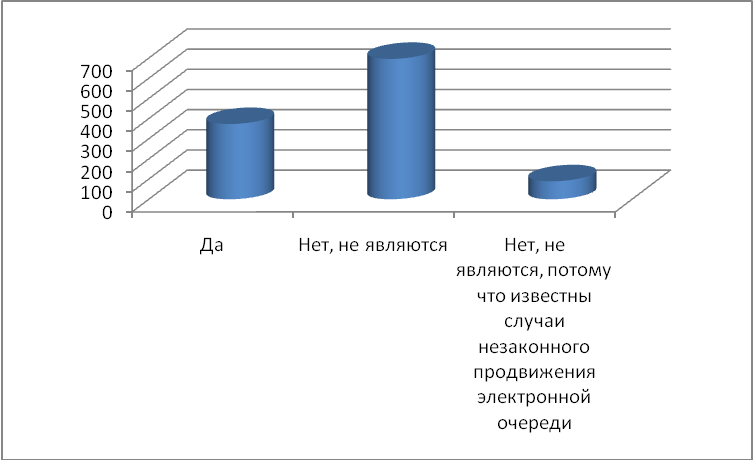 700
600
500
400
300
200
100
0
Да
Нет, не являются
Нет, не
являются, потому
что известны
случаи
незаконного
продвижения
электронной
очереди